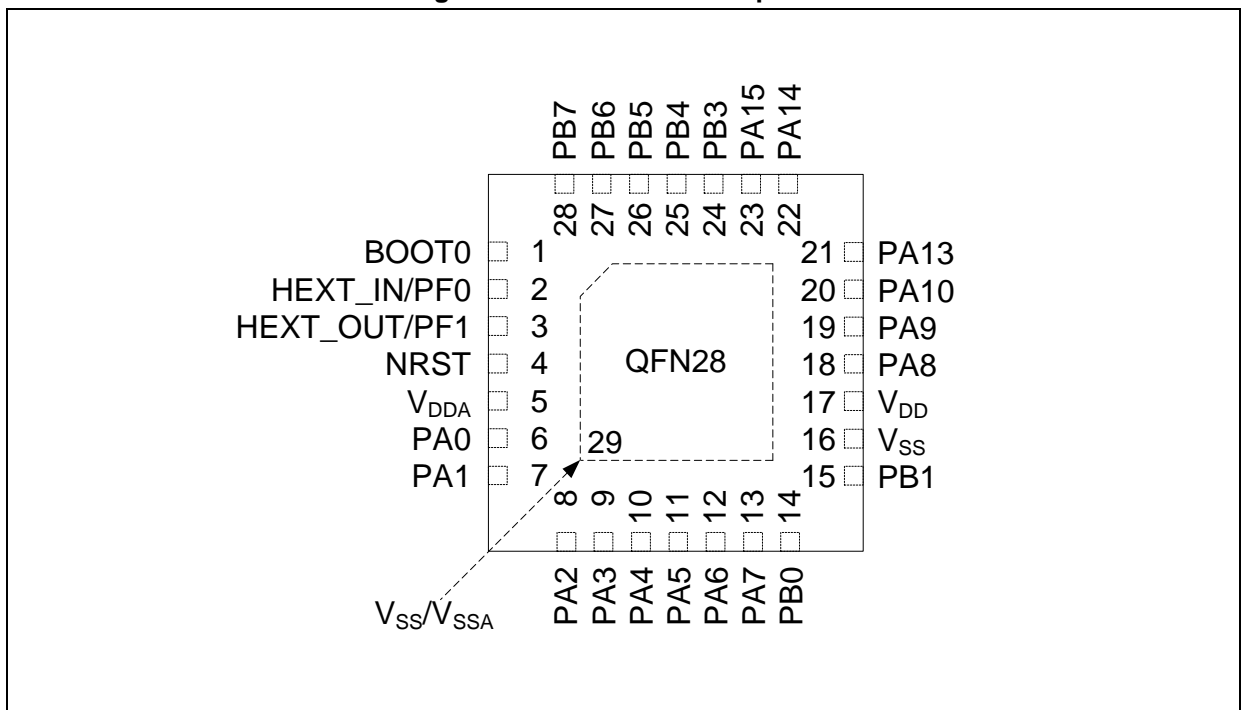 PB7 PB6 PB5 PB4 PB3 PA15 PA14
28 27 26 25 24 23 22
BOOT0 1 21 PA13
HEXT_IN/PF0 2 20 PA10
HEXT_OUT/PF1 3 19 PA9
NRST 4 QFN28 18 PA8
VDDA 5 17 VDD
PA0 6 29 16 VSS
PA1 7 15 PB1
8 9 10 11 12 13 14
PA2 PA3 PA4 PA5 PA6 PA7 PB0
VSS/VSSA